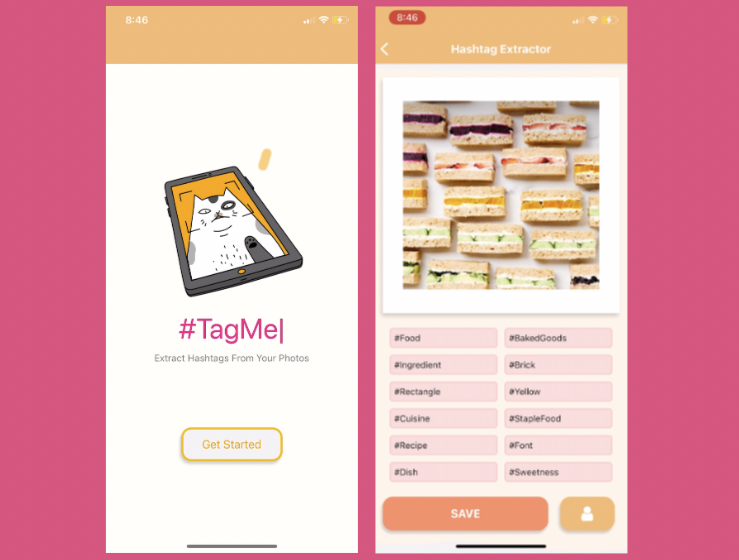 8:46
#TagMe|
Extract Hashtags From Your Photos
Get Started
8:46
Hashtag Extractor
#Food
#BakedGoods
#Ingredient
#Brick
#Rectangle
#Yellow
#Cuisine
#StapleFood
#Recipe
#Font
#Dish
#Sweetness
SAVE